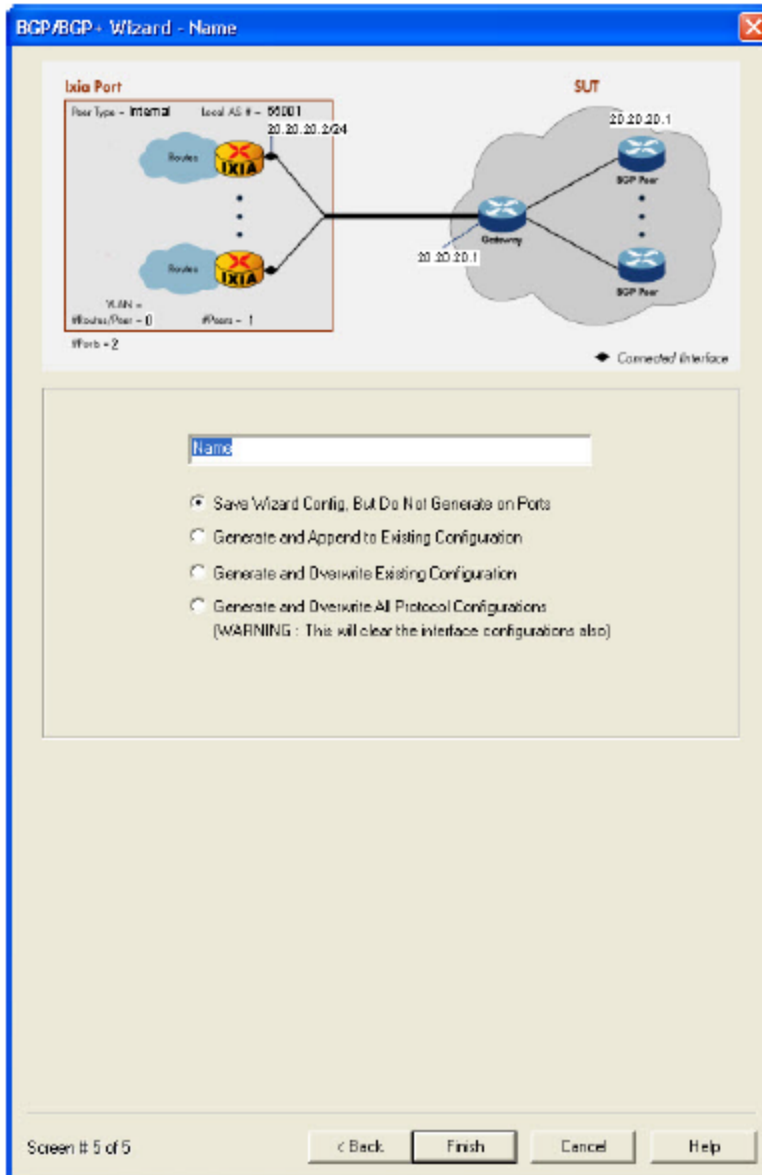 BGP/BGP+ Wizard - Name
Ixia Port
SUT
Peer Type - Internal Local AS # - 65001
20.20.20.2/24
20.20.20.1
Routes
IXIA
BGP Peer
Gateway
20.20.20.1
Routes
IXIA
BGP Peer
VLAN =
#Routes/Peer - 0 #Peers - 1
#Ports - 2
Connected Interface
Name
Save Wizard Config, But Do Not Generate on Ports
Generate and Append to Existing Configuration
Generate and Overwrite Existing Configuration
Generate and Overwrite All Protocol Configurations
(WARNING : This will clear the interface configurations also)
Screen # 5 of 5
< Back
Finish
Cancel
Help